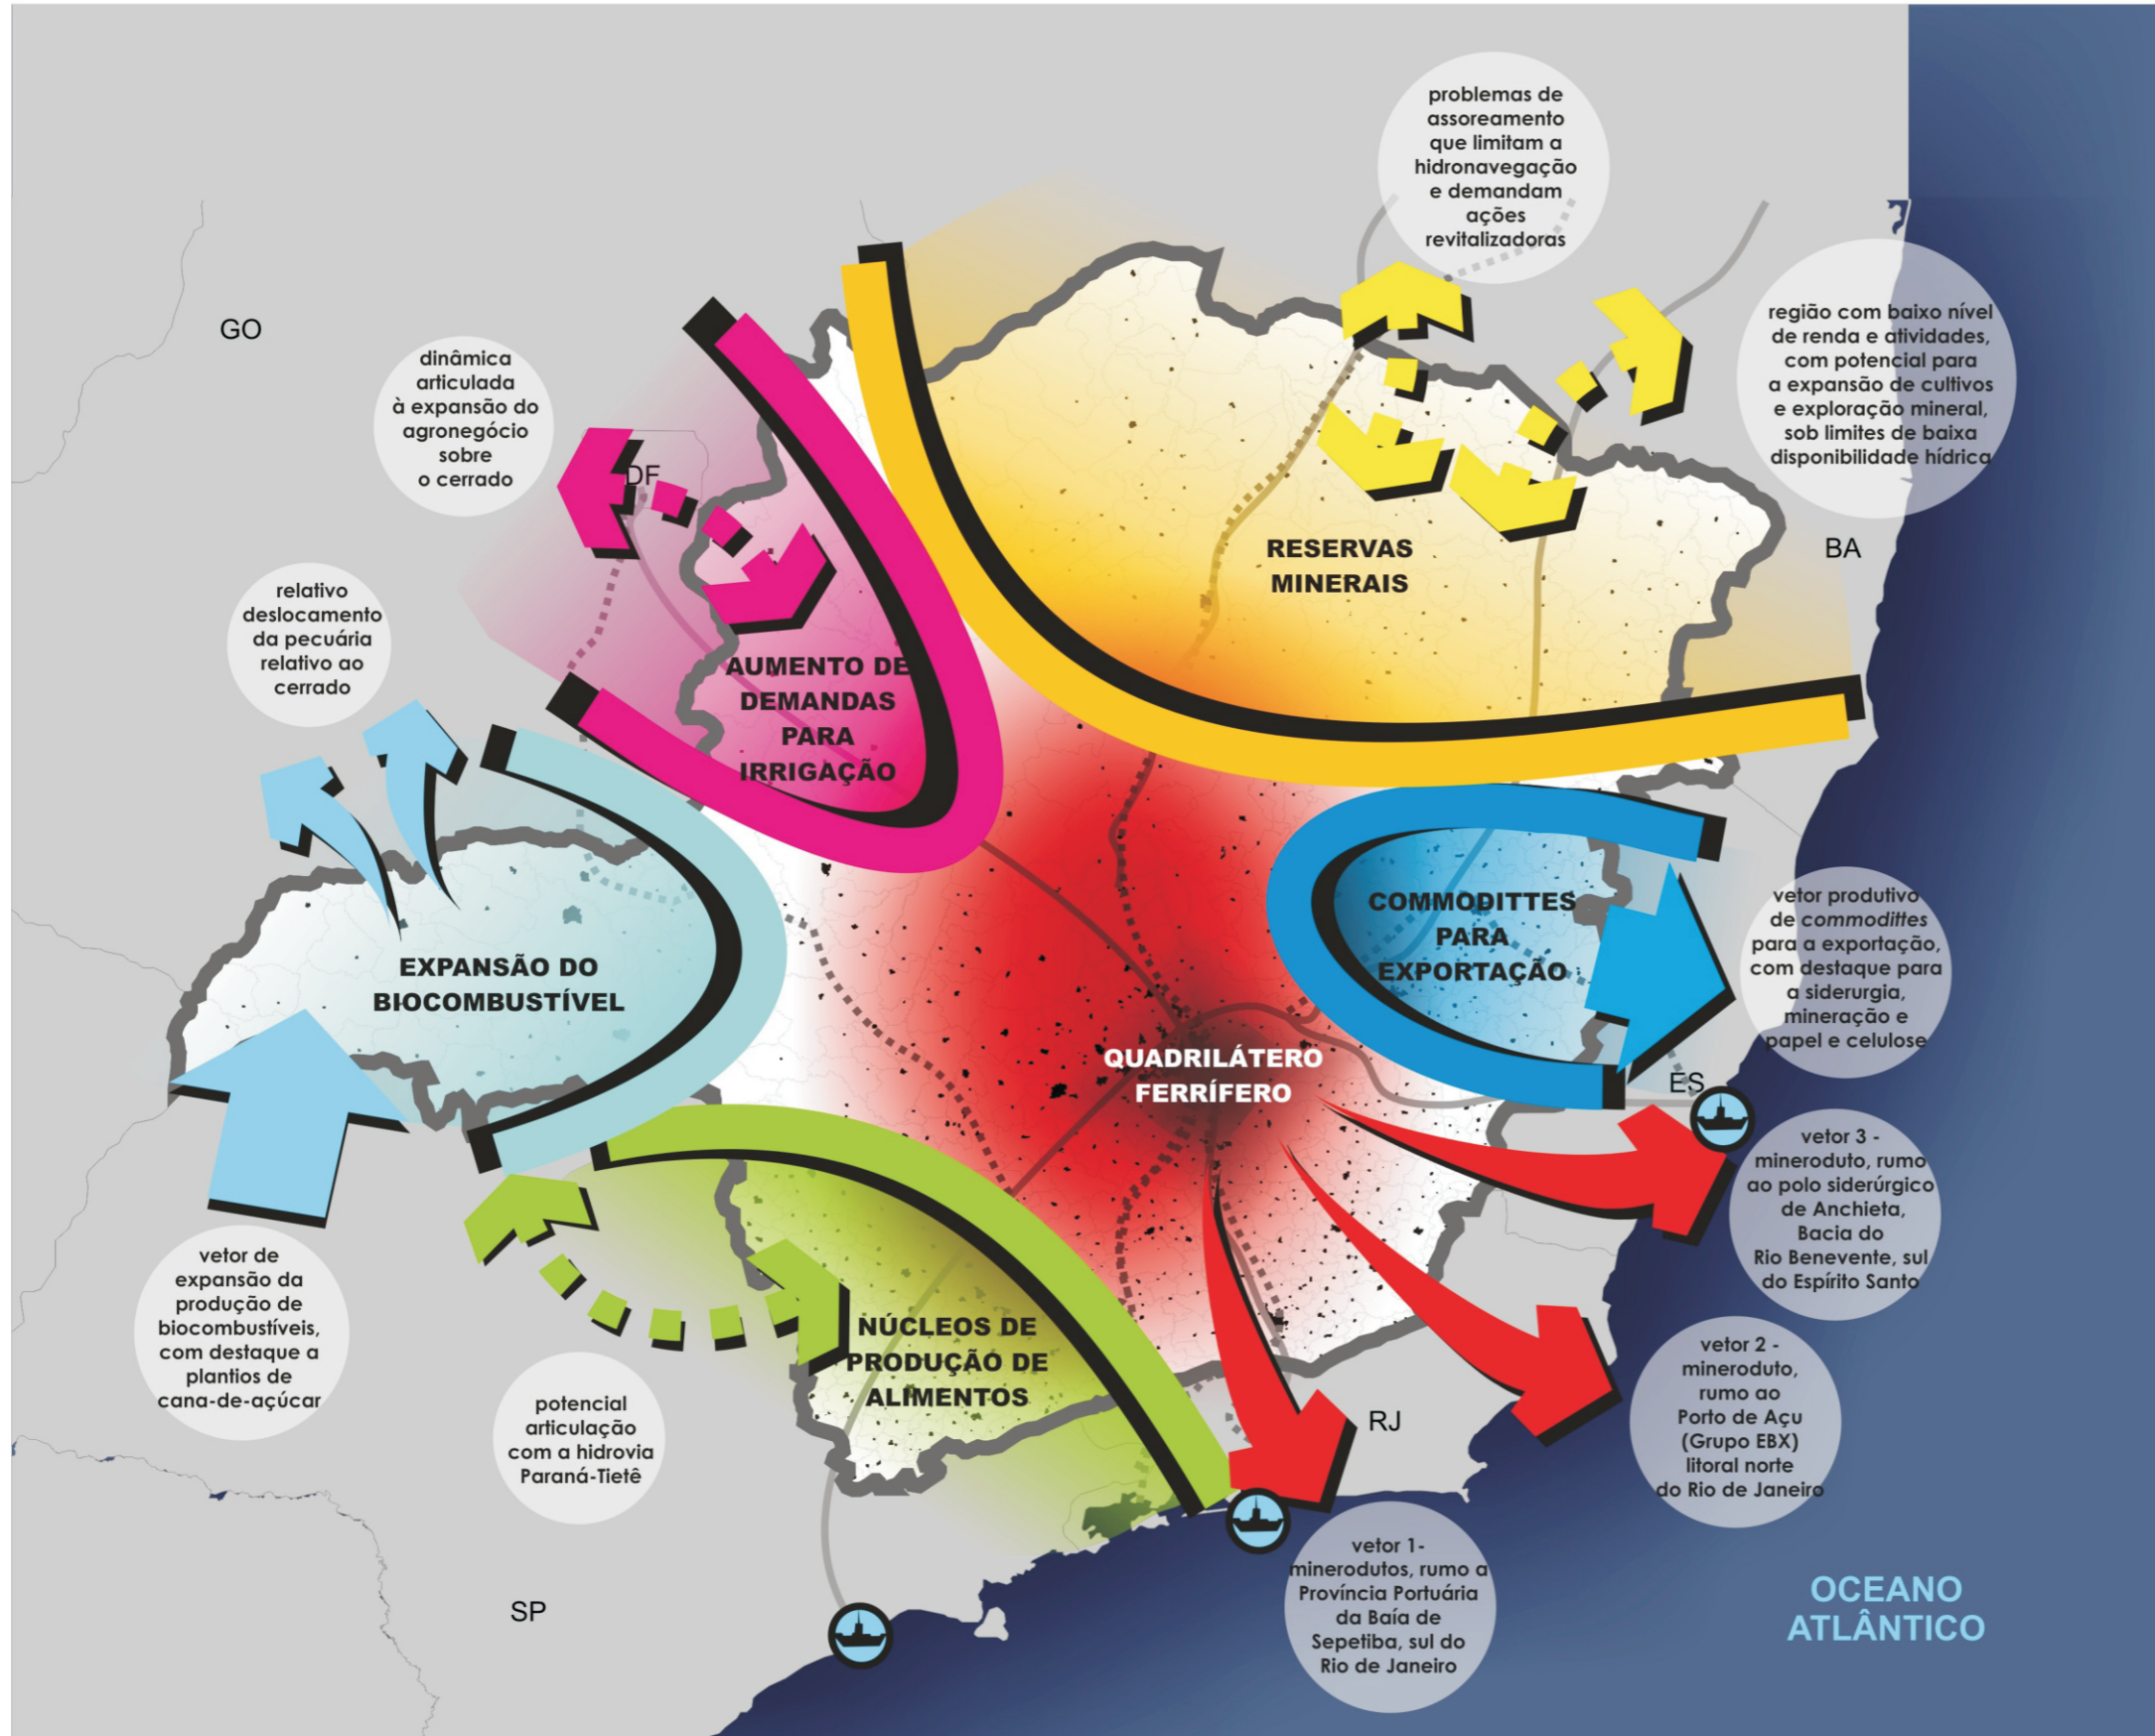 problemas de
assoreamento
que limitam a
hidronavegação
e demandam
ações
revitalizadoras
região com baixo nível
de renda e atividades,
com potencial para
a expansão de cultivos
e exploração mineral,
sob limites de baixa
disponibilidade hídrica
GO
dinâmica
articulada
à expansão do
agronegócio
sobre
o cerrado
DF
BA
RESERVAS
MINERAIS
relativo
deslocamento
da pecuária
relativo ao
cerrado
AUMENTO DE
DEMANDAS
PARA
IRRIGAÇÃO
COMMODITTES
PARA
EXPORTAÇÃO
vetor produtivo
de commodittes
para a exportação,
com destaque para
a siderurgia,
mineração e
papel e celulose
EXPANSÃO DO
BIOCOMBUSTÍVEL
QUADRILÁTERO
FERRÍFERO
ES
vetor 3 -
mineroduto, rumo
ao polo siderúrgico
de Anchieta,
Bacia do
Rio Benevente, sul
do Espírito Santo
vetor de
expansão da
produção de
biocombustíveis,
com destaque a
plantios de
cana-de-açúcar
NÚCLEOS DE
PRODUÇÃO DE
ALIMENTOS
vetor 2 -
mineroduto,
rumo ao
Porto de Açu
(Grupo EBX)
litoral norte
do Rio de Janeiro
potencial
articulação
com a hidrovia
Paraná-Tietê
RJ
vetor 1-
minerodutos, rumo a
Província Portuária
da Baía de
Sepetiba, sul do
Rio de Janeiro
SP
OCEANO
ATLÂNTICO